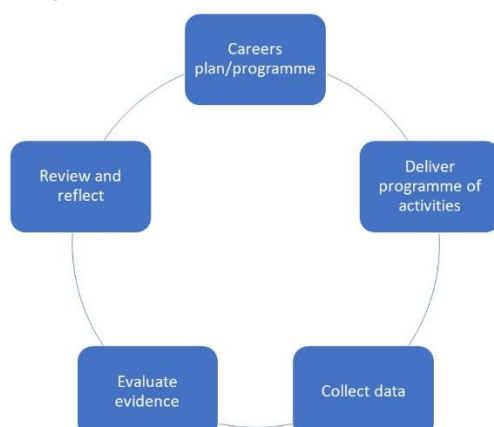 Careers
plan/programme
Deliver
programme of
activities
Collect data
Evaluate
evidence
Review and
reflect